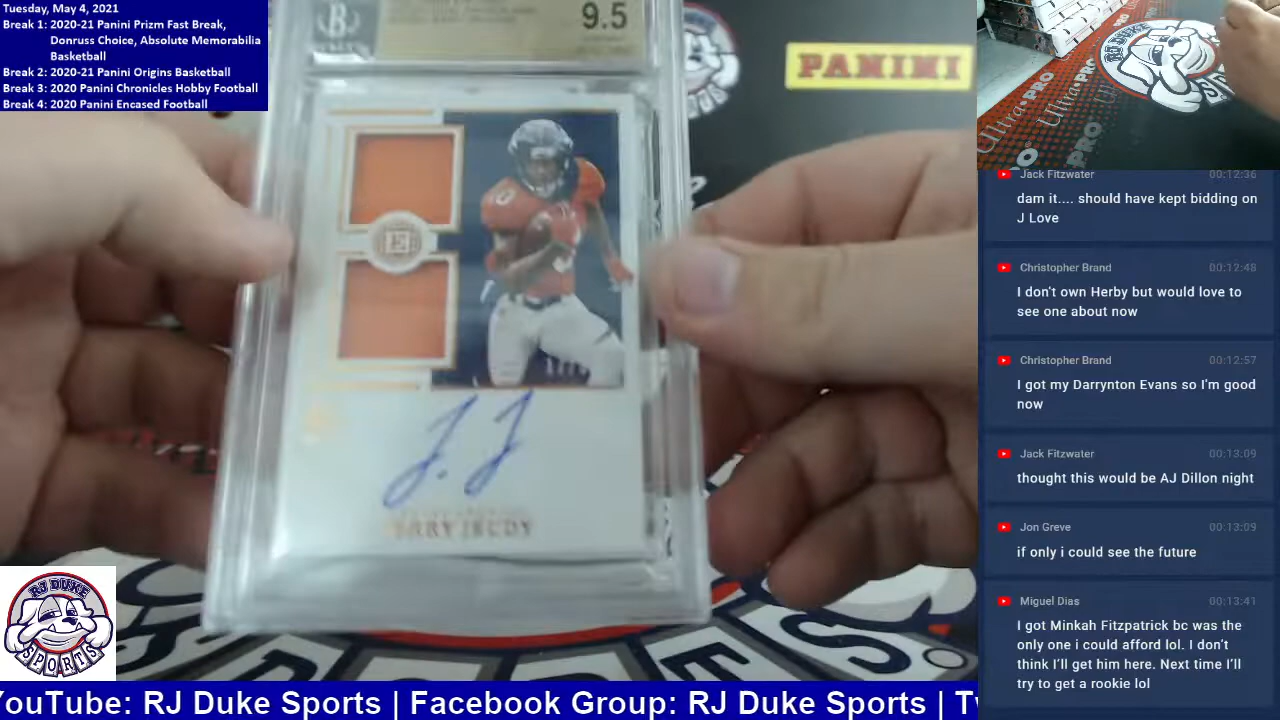 Tuesday, May 4, 2021
Break 1: 2020-21 Panini Prizm Fast Break,
Donruss Choice, Absolute Memorabilia
Basketball
Break 2: 2020-21 Panini Origins Basketball
Break 3: 2020 Panini Chronicles Hobby Football
Break 4: 2020 Panini Encased Football
B
9.5
PANINI
E
J. J
JERRY JEUDY
RJ DUKE
SPORTS
Ultra PRO
Ultra PRO
PRO
Jack Fitzwater 00:12:36
dam it.... should have kept bidding on
J Love
Christopher Brand 00:12:48
I don't own Herby but would love to
see one about now
Christopher Brand 00:12:57
I got my Darrynton Evans so I'm good
now
Jack Fitzwater 00:13:09
thought this would be AJ Dillon night
Jon Greve 00:13:09
if only i could see the future
Miguel Dias 00:13:41
I got Minkah Fitzpatrick bc was the
only one i could afford lol. I don't
think I'll get him here. Next time I'll
try to get a rookie lol
YouTube: RJ Duke Sports | Facebook Group: RJ Duke Sports | Tw